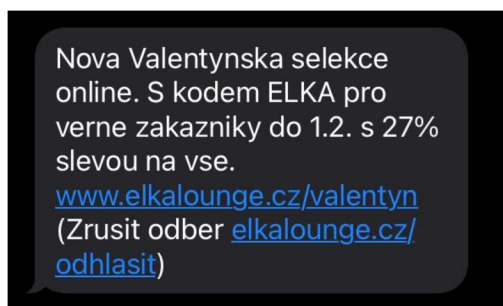 Nova Valentynska selekce
online. S kodem ELKA pro
verne zakazniky do 1.2. s 27%
slevou na vse.
www.elkalounge.cz/valentyn
(Zrusit odber elkalounge.cz/
odhlasit)